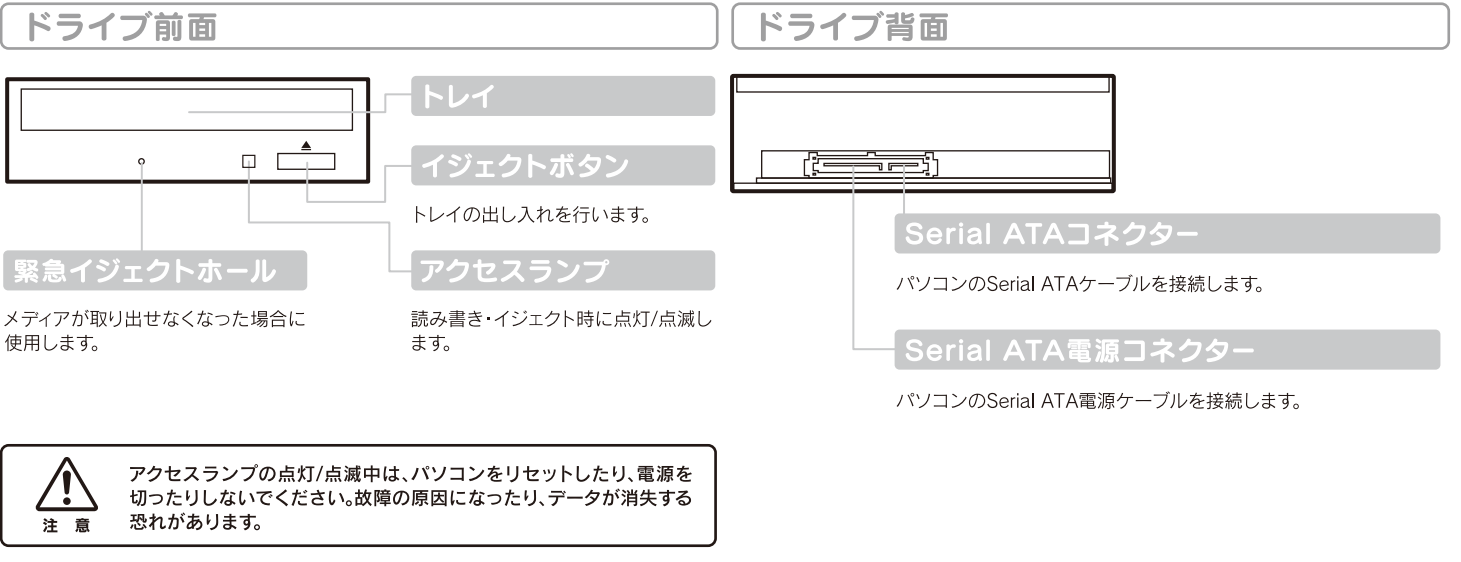 ドライブ前面
トレイ
イジェクトボタン
トレイの出し入れを行います。
緊急イジェクトホール
メディアが取り出せなくなった場合に
使用します。
アクセスランプ
読み書き・イジェクト時に点灯/点滅し
ます。
注 意
アクセスランプの点灯/点滅中は、パソコンをリセットしたり、電源を
切ったりしないでください。故障の原因になったり、データが消失する
恐れがあります。
ドライブ背面
Serial ATAコネクター
パソコンのSerial ATAケーブルを接続します。
Serial ATA電源コネクター
パソコンのSerial ATA電源ケーブルを接続します。